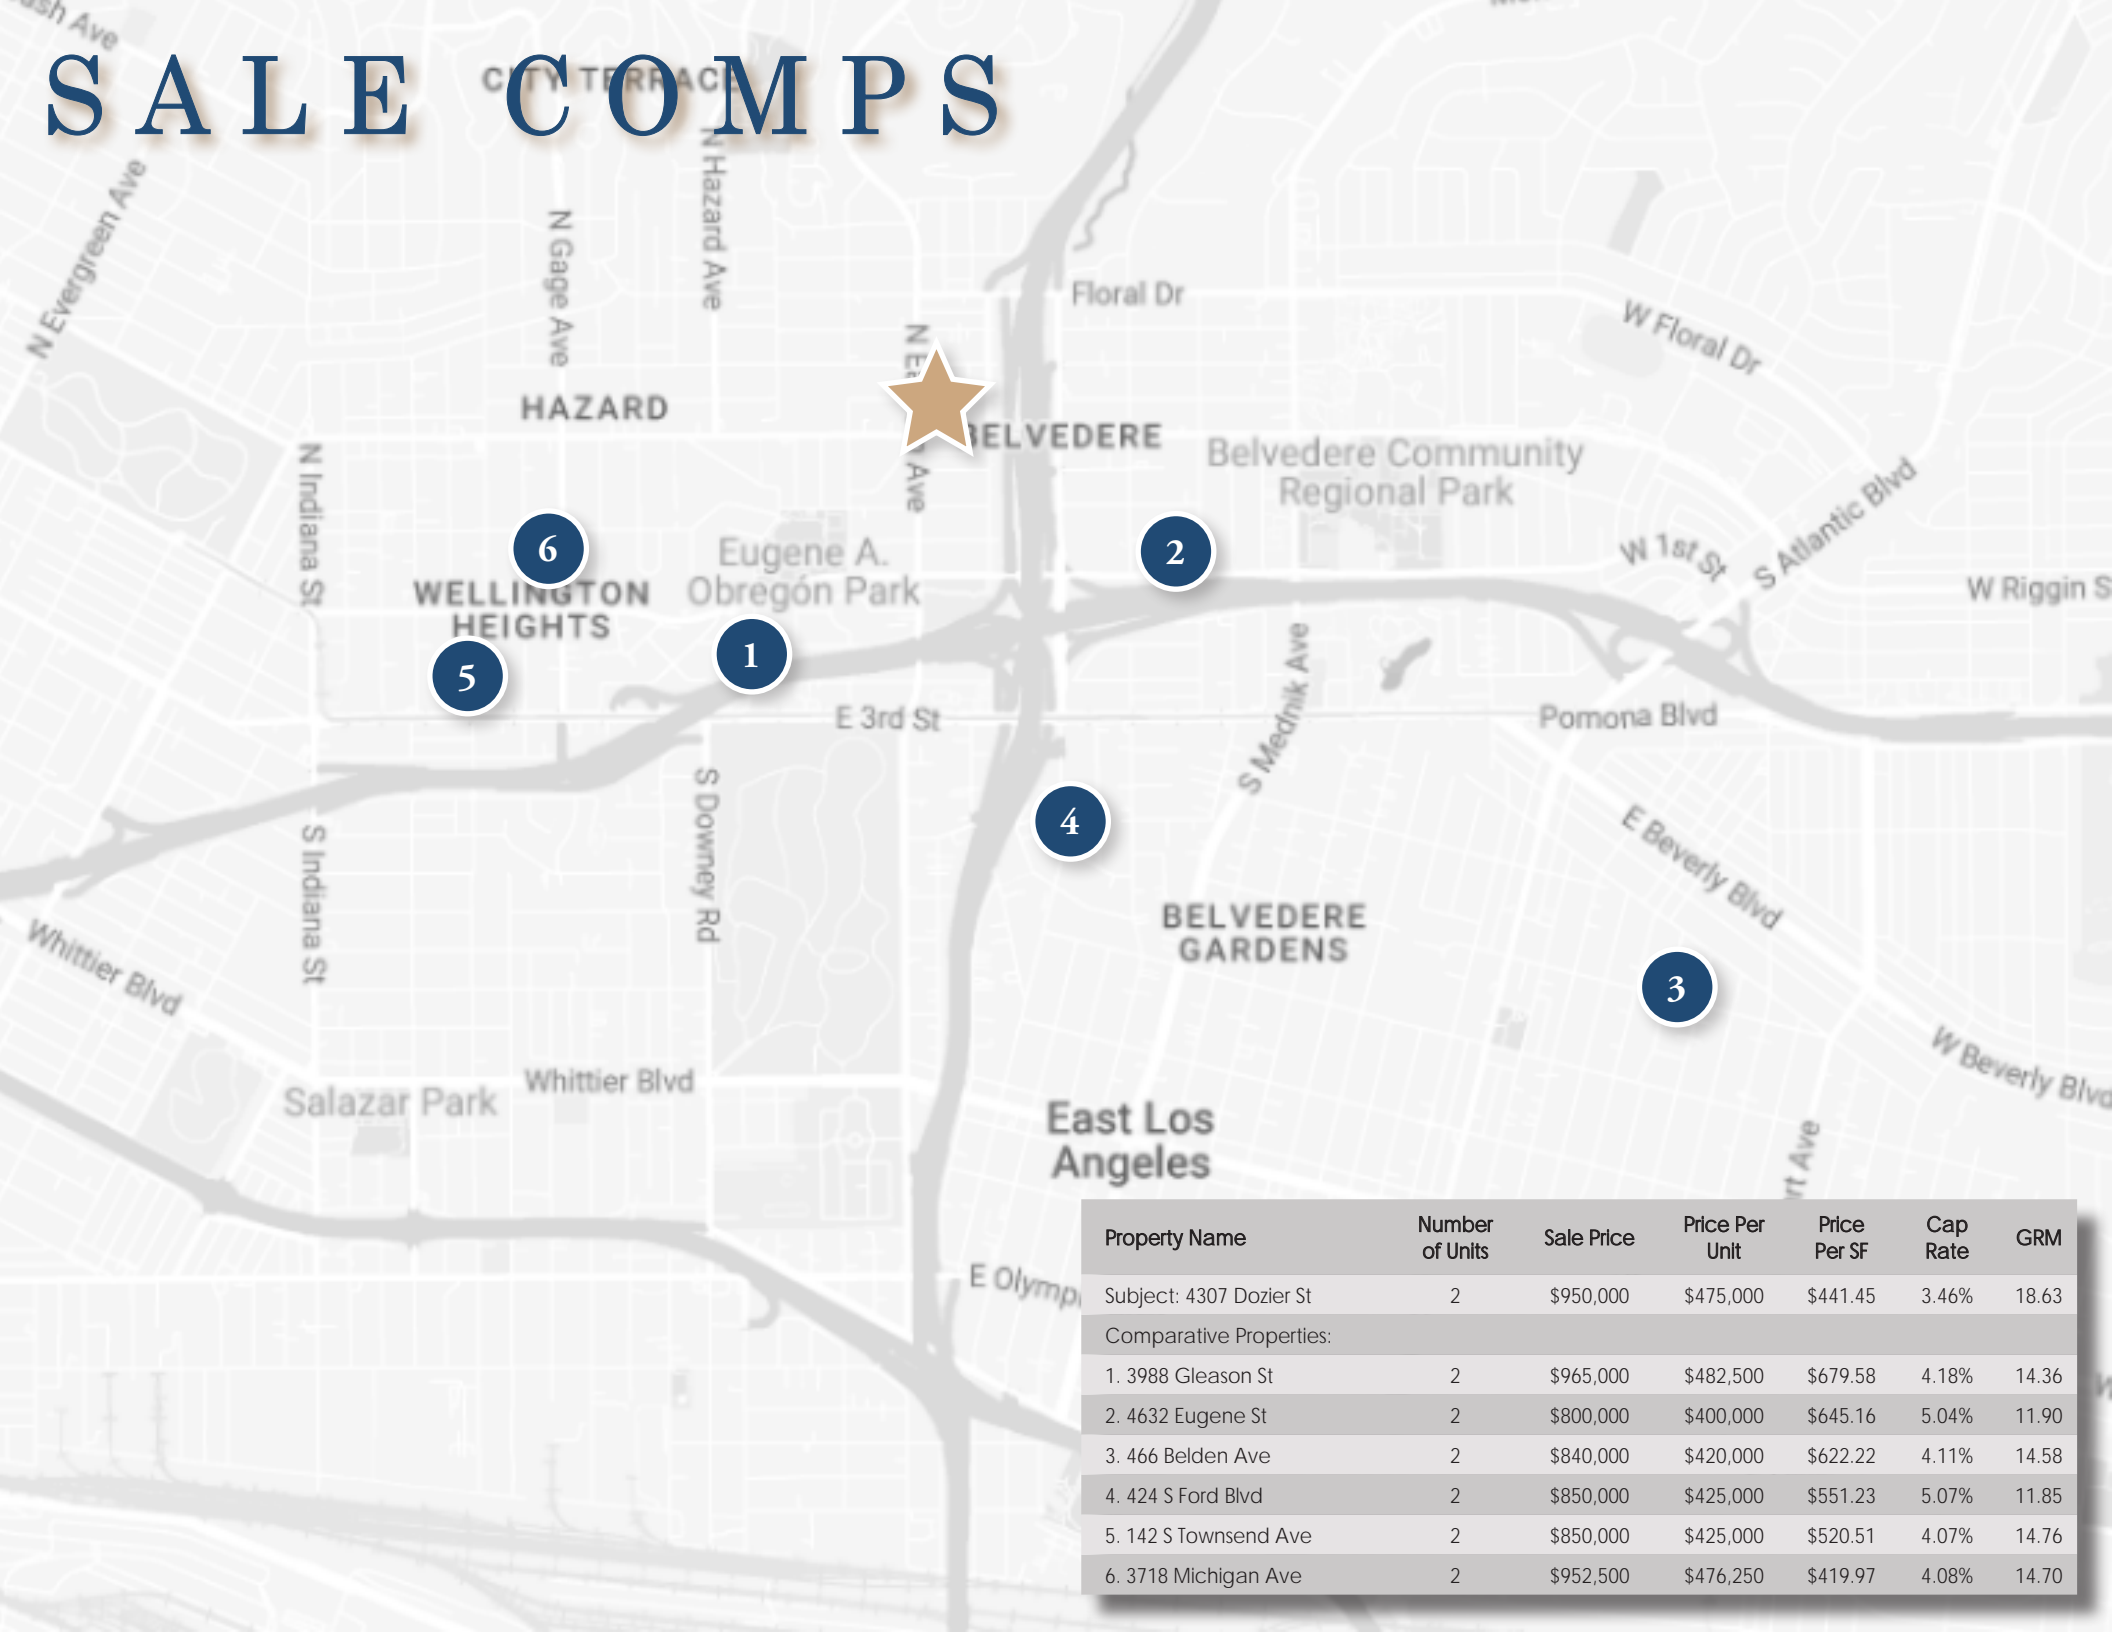 SALE COMPS
CITY TERRACE
N Evergreen Ave
N Gage Ave
N Hazard Ave
Floral Dr
W Floral Dr
HAZARD
BELVEDERE
Ave
Belvedere Community
Regional Park
N Indiana St
S Atlantic Blvd
W 1st St
W Riggin S
6
2
Eugene A.
Obregón Park
WELLINGTON
HEIGHTS
1
5
E 3rd St
S Mednik Ave
Pomona Blvd
S Downey Rd
4
S Indiana St
E Beverly Blvd
BELVEDERE
GARDENS
Whittier Blvd
3
W Beverly Blvd
Salazar Park
Whittier Blvd
East Los
Angeles
rt Ave
E Olymp
Property Name Number of Units Sale Price Price Per Unit Price Per SF Cap Rate GRM
Subject: 4307 Dozier St 2 $950,000 $475,000 $441.45 3.46% 18.63
Comparative Properties:
1. 3988 Gleason St 2 $965,000 $482,500 $679.58 4.18% 14.36
2. 4632 Eugene St 2 $800,000 $400,000 $645.16 5.04% 11.90
3. 466 Belden Ave 2 $840,000 $420,000 $622.22 4.11% 14.58
4. 424 S Ford Blvd 2 $850,000 $425,000 $551.23 5.07% 11.85
5. 142 S Townsend Ave 2 $850,000 $425,000 $520.51 4.07% 14.76
6. 3718 Michigan Ave 2 $952,500 $476,250 $419.97 4.08% 14.70